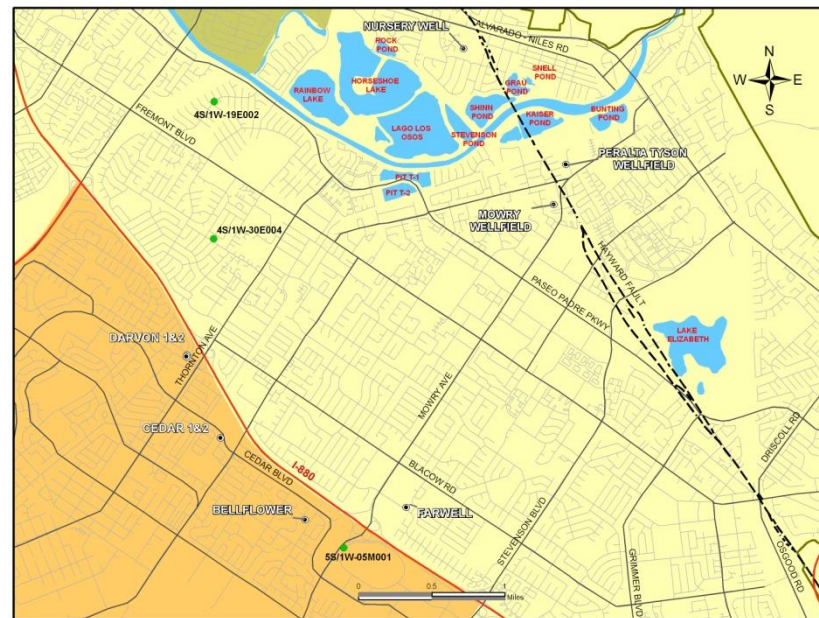 NURSERY WELL
ALVARADO - NILES RD
ROCK
POND
HORSESHOE
LAKE
RAINBOW
LAKE
SNELL
POND
GRAU
POND
N
W
E
S
4S/1W-19E002
FREMONT BLVD
SHINN
POND
KAISER
POND
BUNTING
POND
LAGO LOS
OSOS
STEVENSON
POND
PERALTA TYSON
WELLFIELD
PIT T-1
PIT T-2
MOWRY
WELLFIELD
4S/1W-30E004
HAYWARD FAULT
PASEO PADRE PKWY
LAKE
ELIZABETH
DARVON 1&2
THORNTON AVE
MOWRY AVE
CEDAR 1&2
CEDAR BLVD
I-880
BLACOW RD
DRISCOLL RD
BELLFLOWER
FARWELL
STEVENSON BLVD
GRIMMER BLVD
OSGOOD RD
5S/1W-05M001
0
0.5
1
Miles